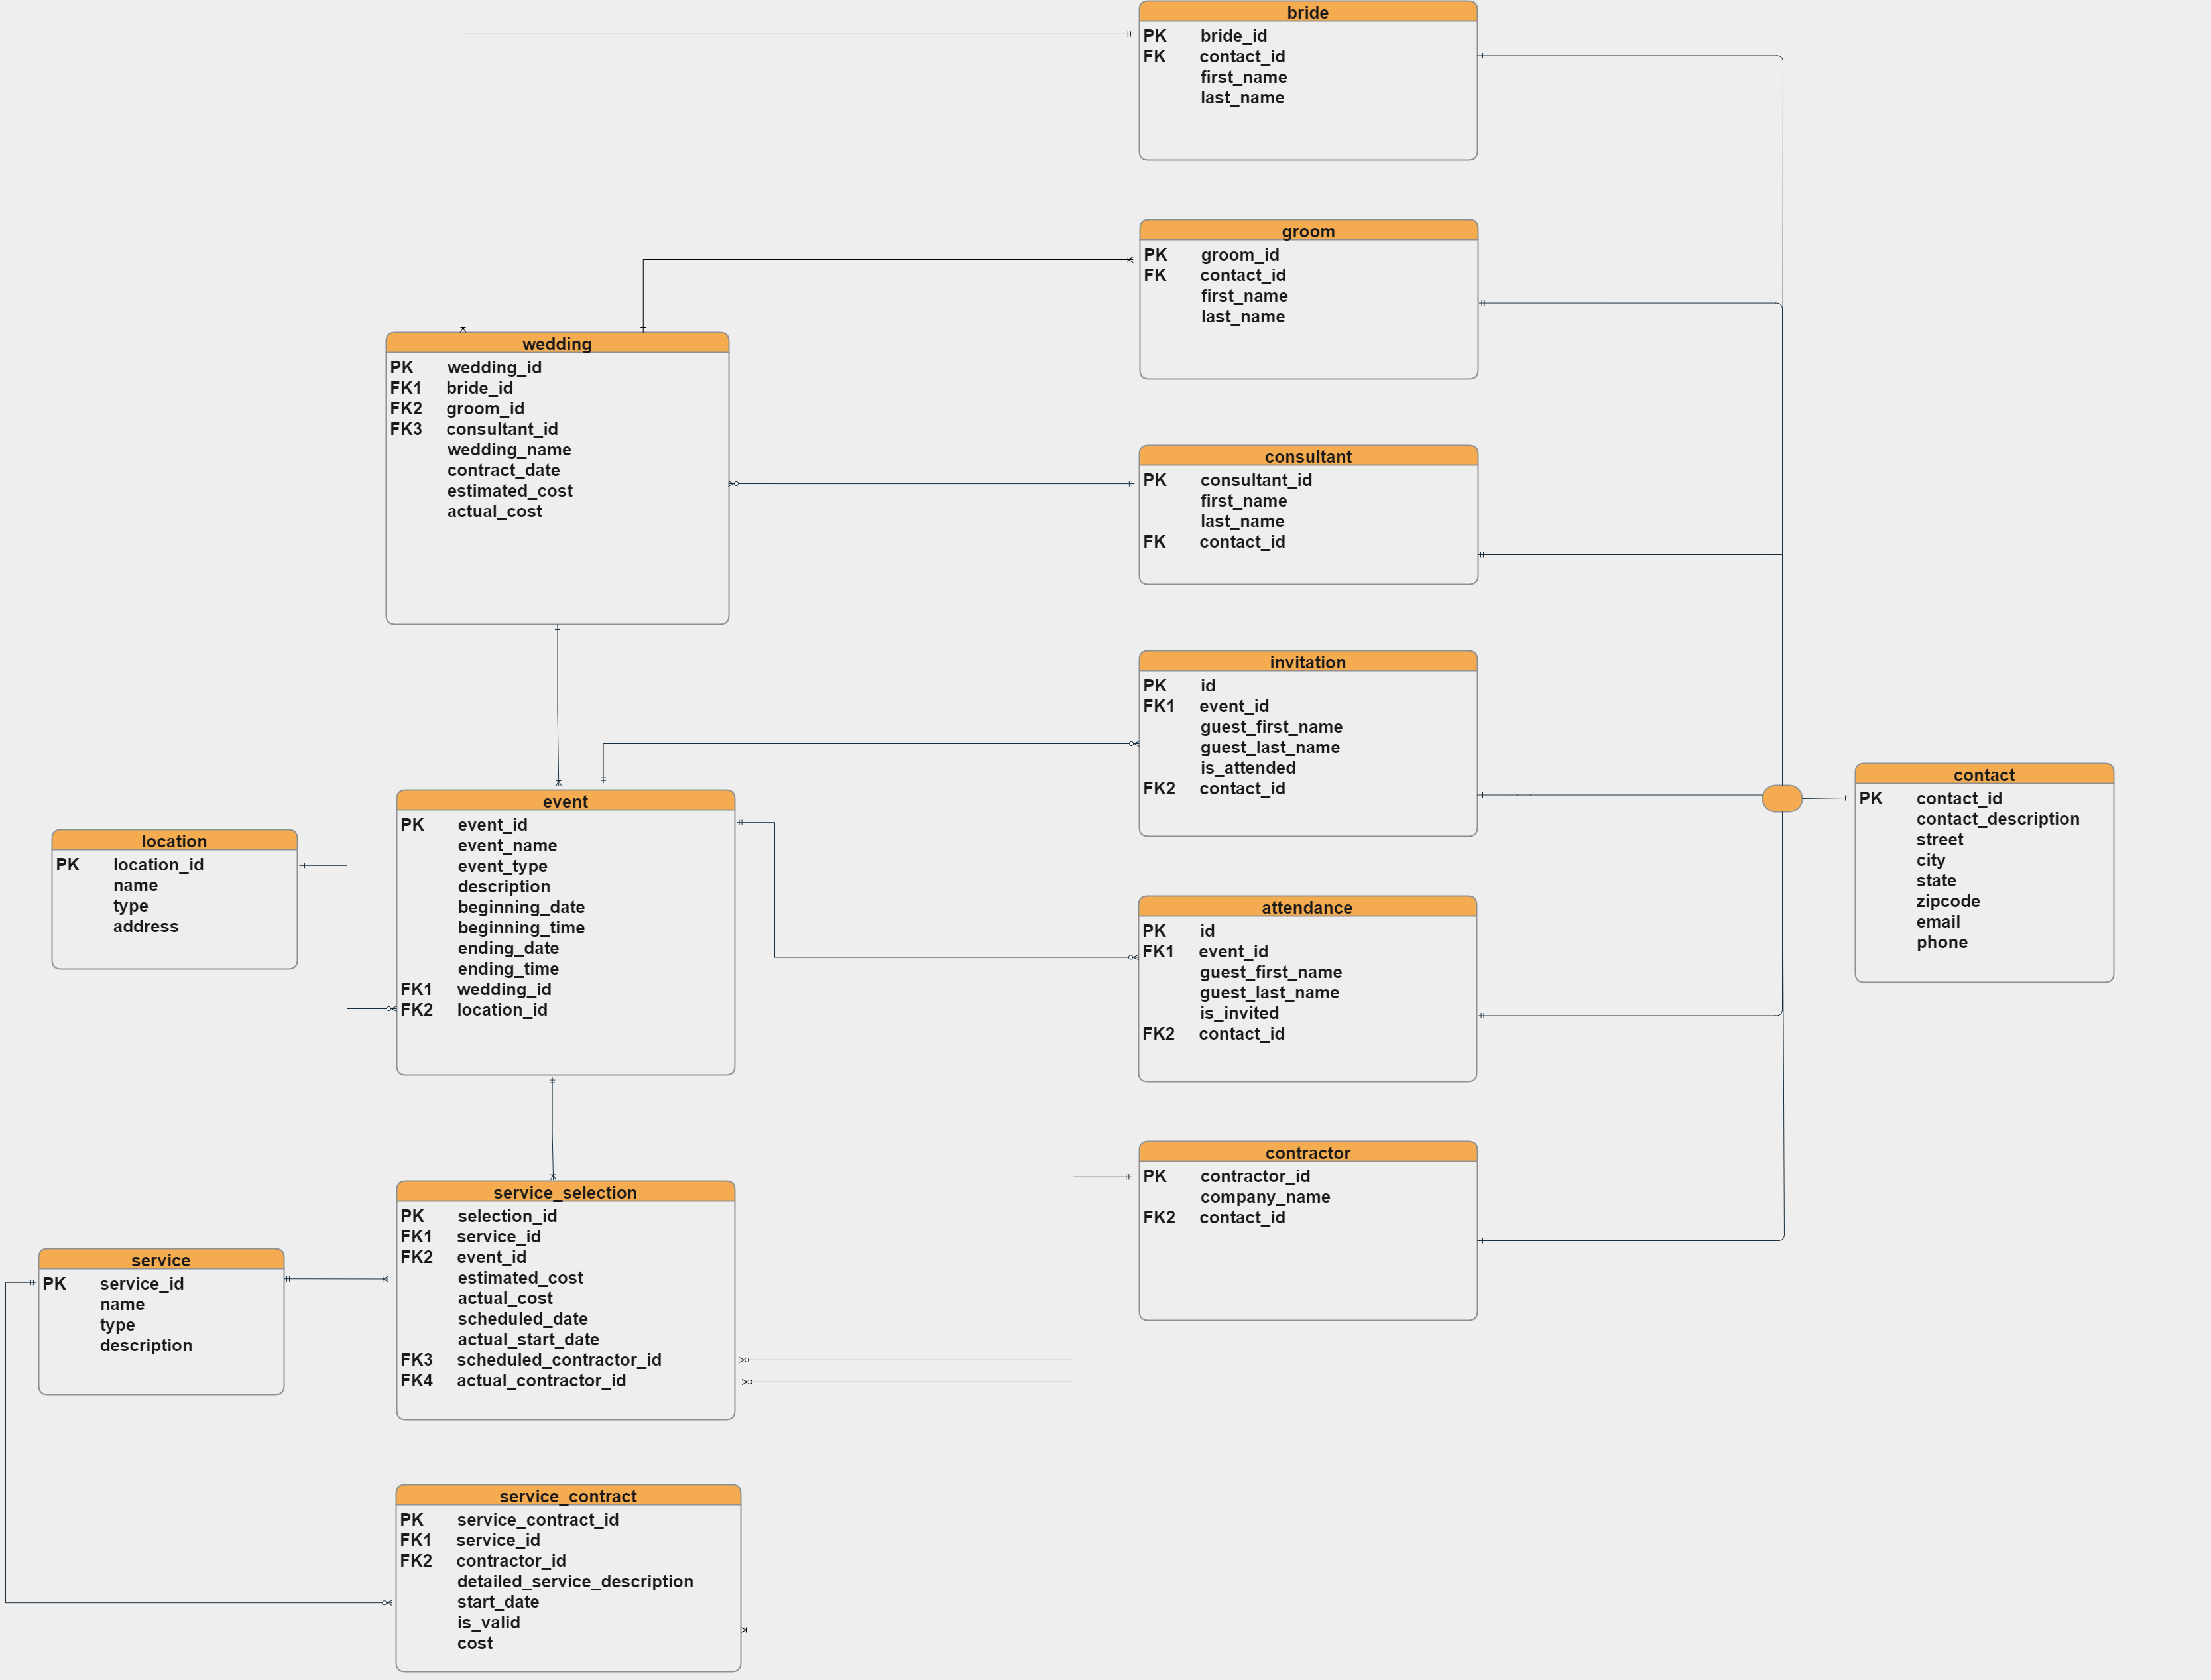 bride
PK bride_id
FK contact_id
first_name
last_name
groom
PK groom_id
FK contact_id
first_name
last_name
wedding
PK wedding_id
FK1 bride_id
FK2 groom_id
FK3 consultant_id
wedding_name
contract_date
estimated_cost
actual_cost
consultant
PK consultant_id
first_name
last_name
FK contact_id
invitation
PK id
FK1 event_id
guest_first_name
guest_last_name
is_attended
FK2 contact_id
contact
PK contact_id
contact_description
street
city
state
zipcode
email
phone
event
PK event_id
event_name
event_type
description
beginning_date
beginning_time
ending_date
ending_time
FK1 wedding_id
FK2 location_id
location
PK location_id
name
type
address
attendance
PK id
FK1 event_id
guest_first_name
guest_last_name
is_invited
FK2 contact_id
contractor
PK contractor_id
company_name
FK2 contact_id
service_selection
PK selection_id
FK1 service_id
FK2 event_id
estimated_cost
actual_cost
scheduled_date
actual_start_date
FK3 scheduled_contractor_id
FK4 actual_contractor_id
service
PK service_id
name
type
description
service_contract
PK service_contract_id
FK1 service_id
FK2 contractor_id
detailed_service_description
start_date
is_valid
cost